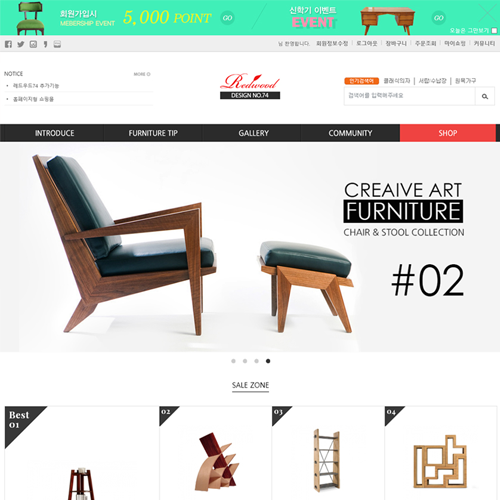 회원가입시
MEBERSHIP EVENT
5,000 POINT
GO
신학기 이벤트
EVENT
GO
오늘은 그만보기
님 환영합니다. 회원정보수정 | 로그아웃 | 장바구니 | 주문조회 | 마이쇼핑 | 커뮤니티
NOTICE
MORE
레드우드74 추가기능
홈페이지형 쇼핑몰
Redwood
DESIGN NO.74
인기검색어
클래식의자 | 서랍수납장 | 원목가구
검색어를 입력해주세요
INTRODUCE
FURNITURE TIP
GALLERY
COMMUNITY
SHOP
CREAIVE ART
FURNITURE
CHAIR & STOOL COLLECTION
#02
SALE ZONE
Best
01
02
03
04